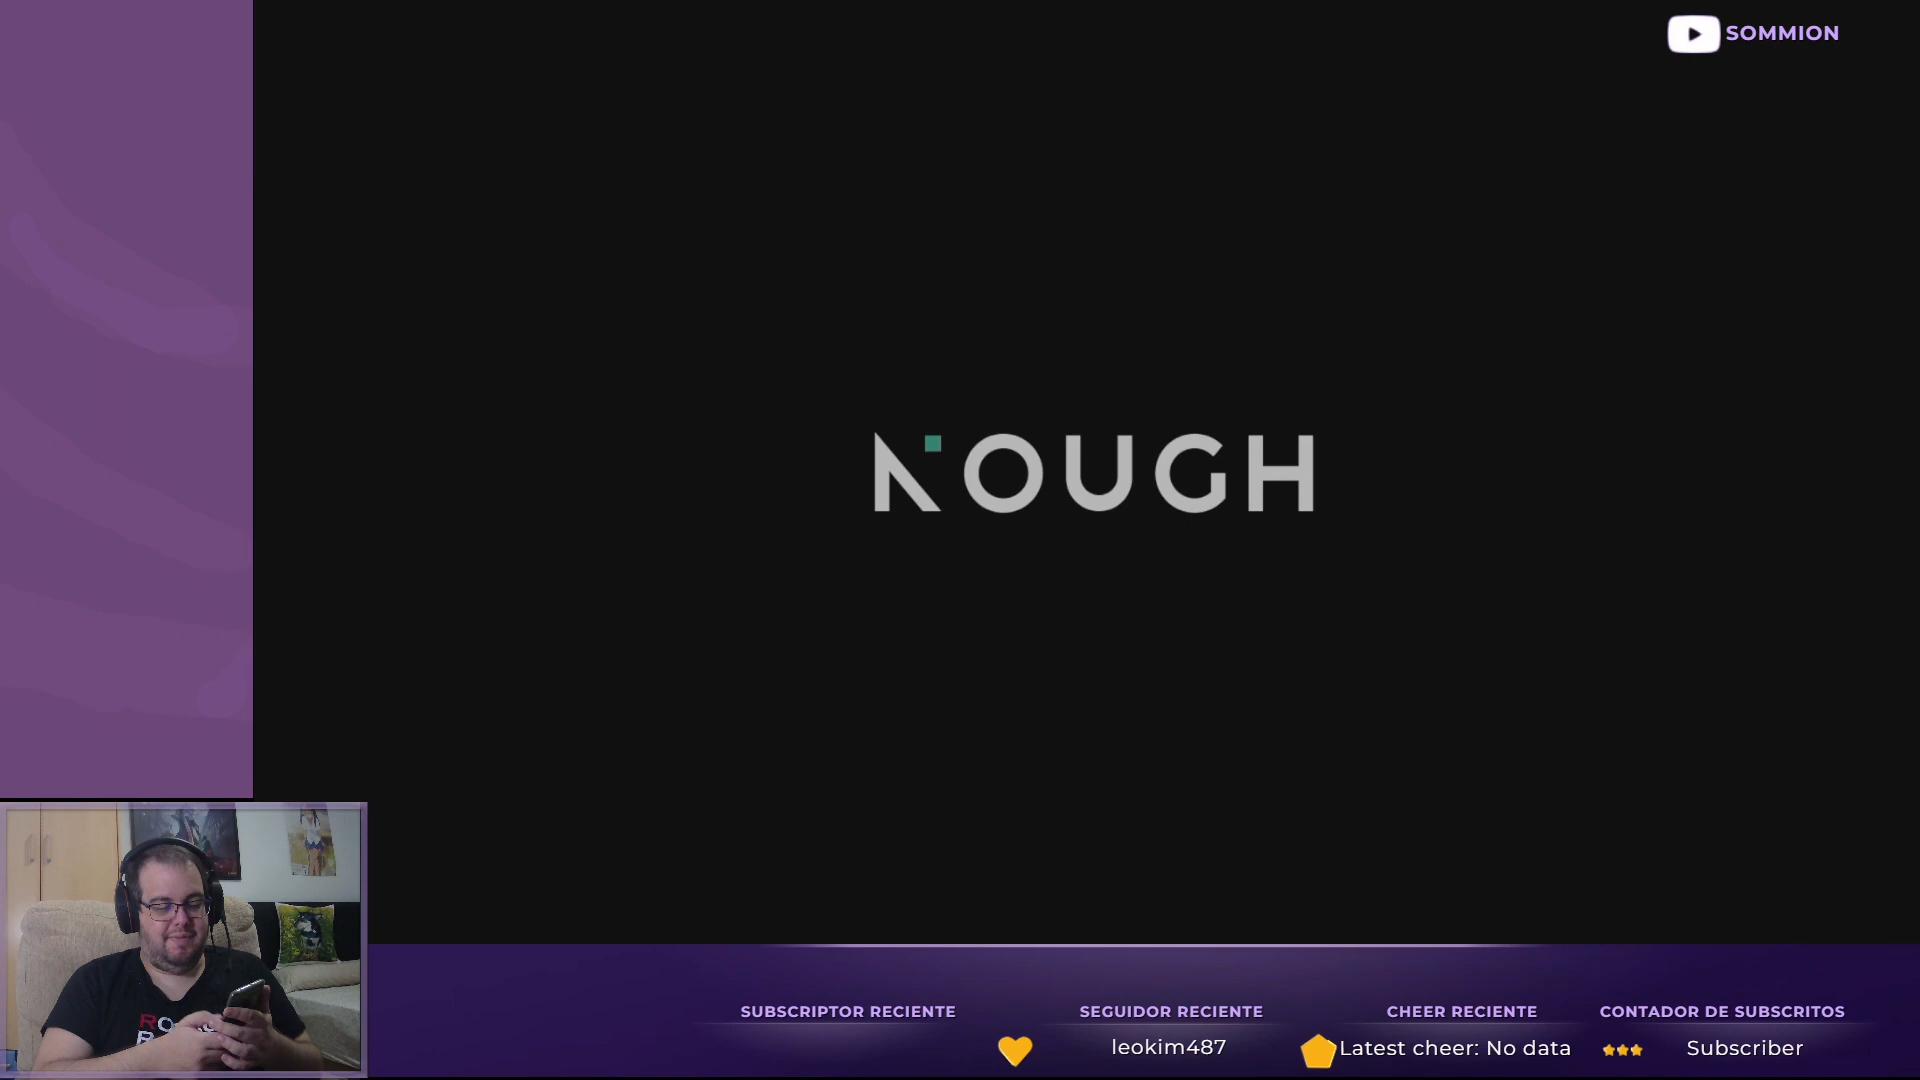 SOMMION
NOUGH
SUBSCRIPTOR RECIENTE
SEGUIDOR RECIENTE
leokim487
CHEER RECIENTE
Latest cheer: No data
CONTADOR DE SUBSCRITOS
Subscriber